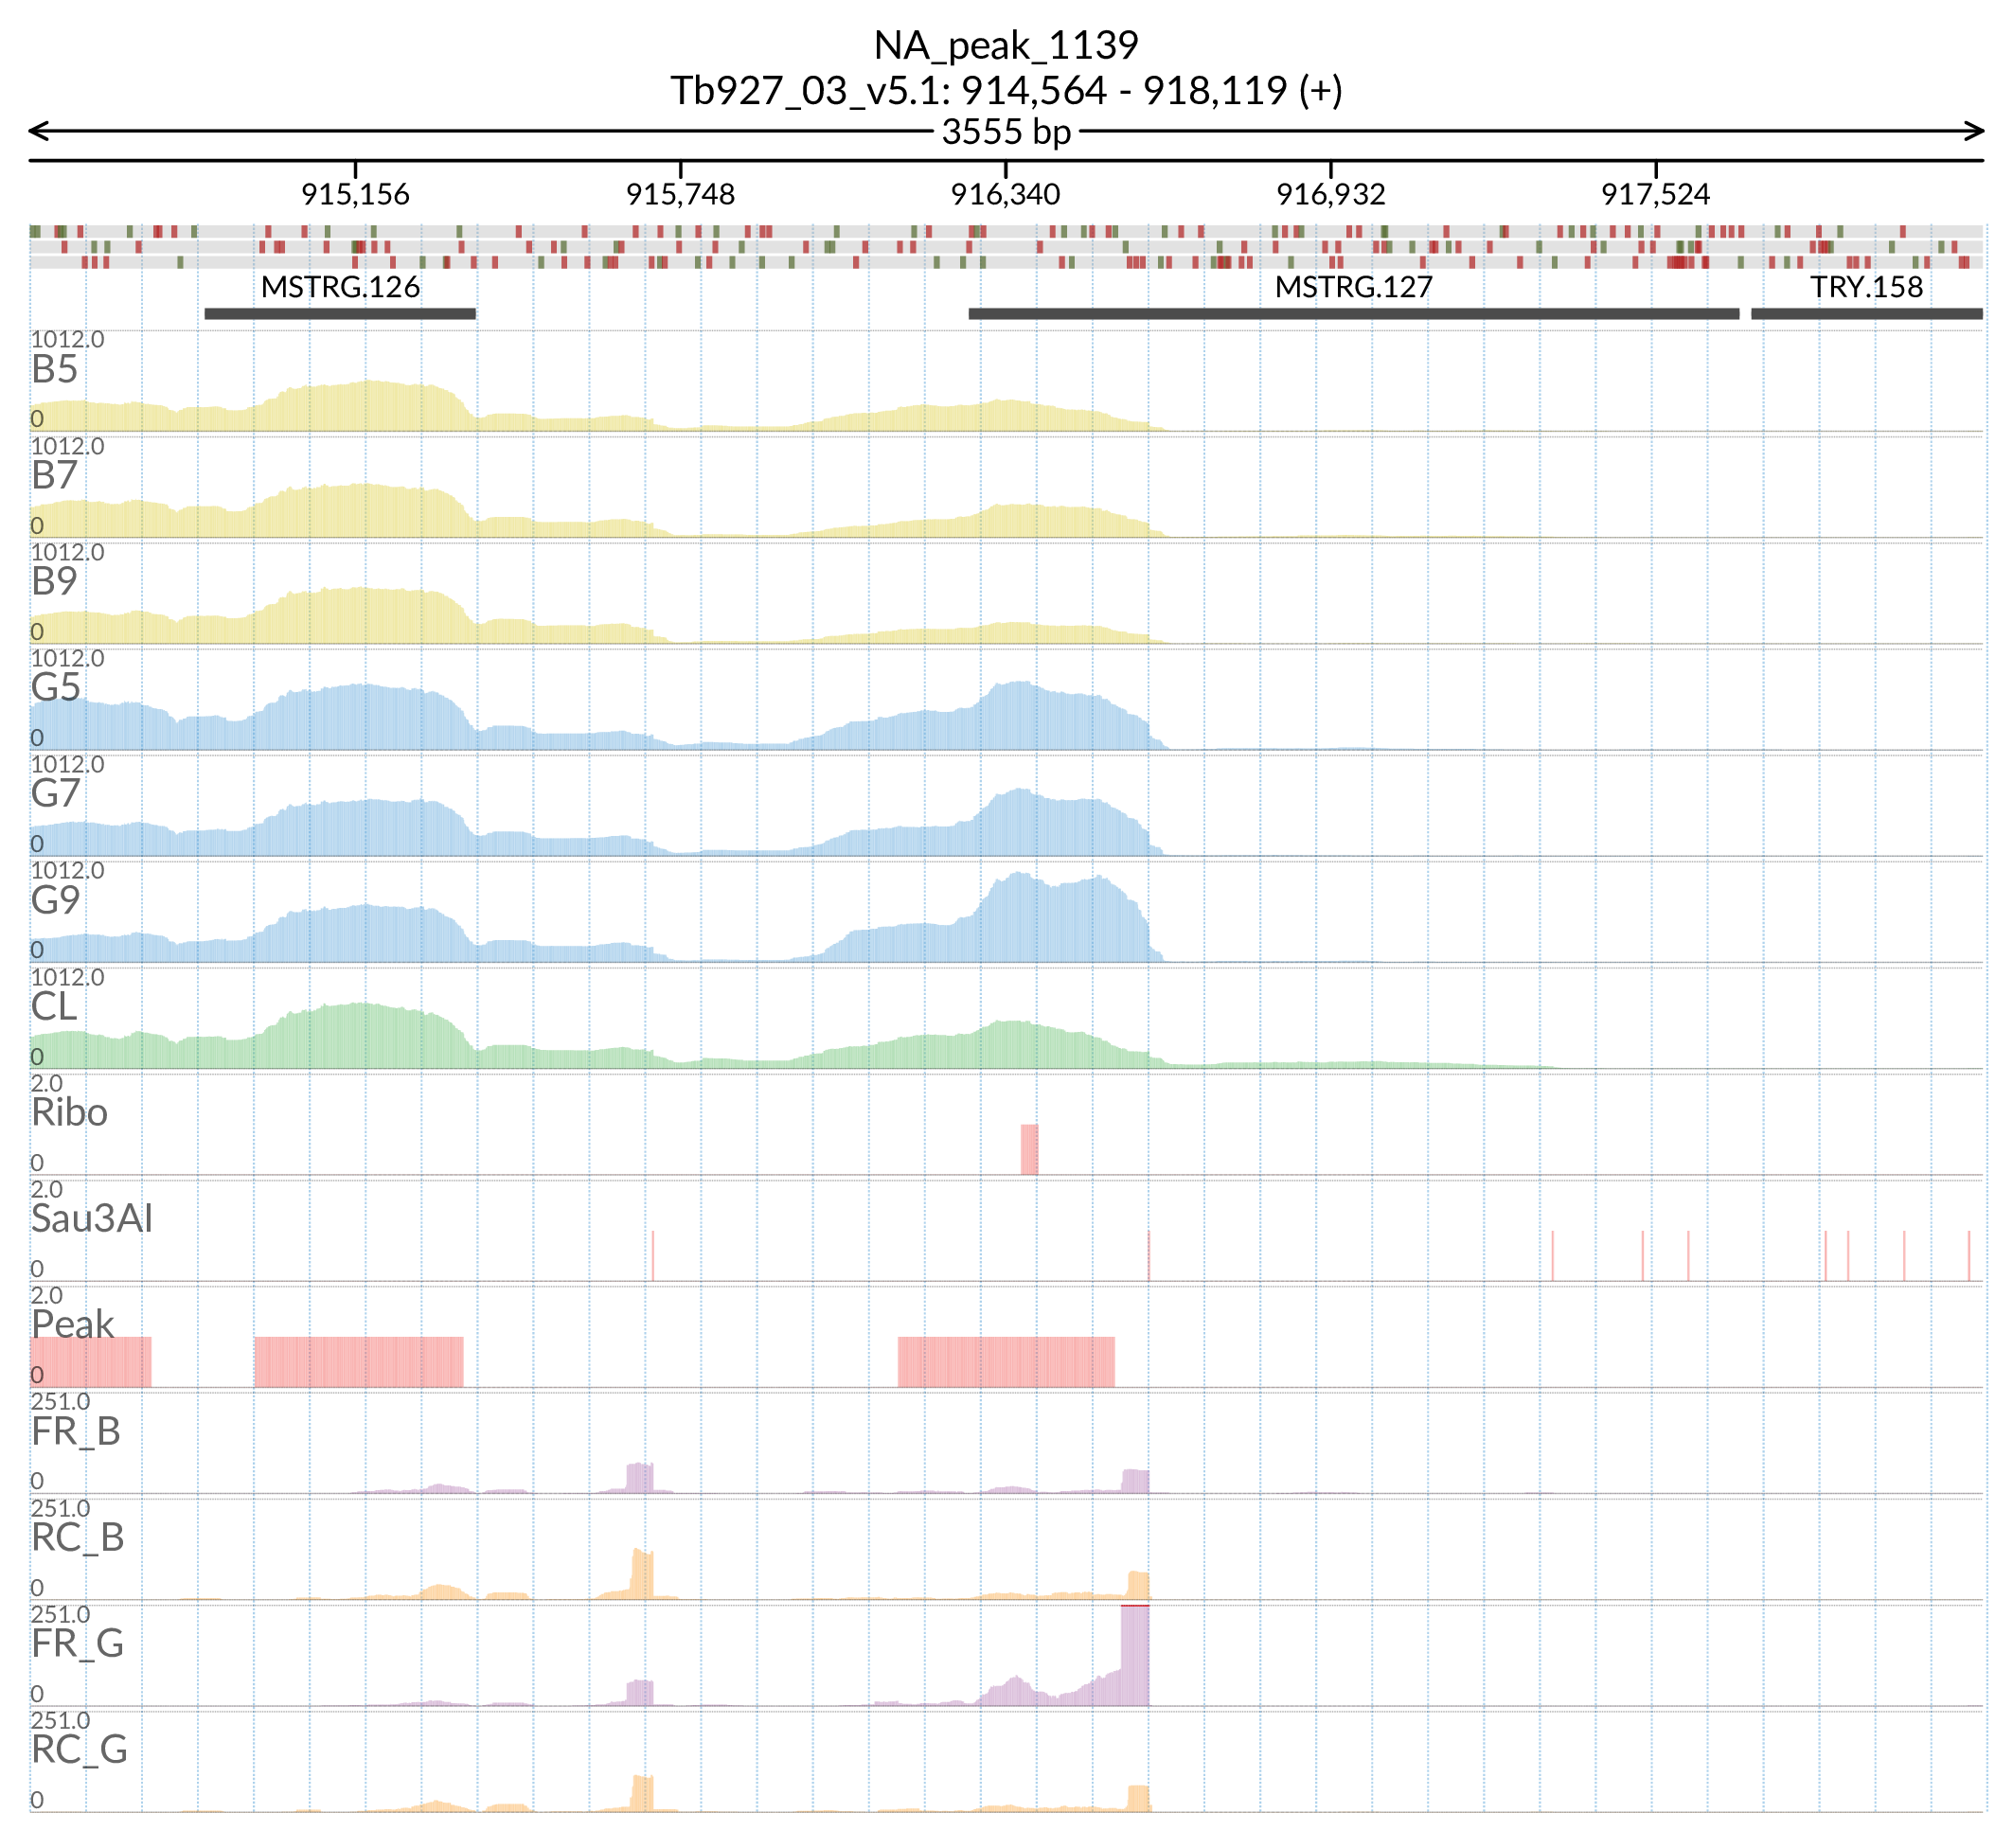 NA_peak_1139
Tb927_03_v5.1: 914,564 - 918,119 (+)
3555 bp
915,156 915,748 916,340 916,932 917,524
MSTRG.126 MSTRG.127 TRY.158
1012.0
B5
0
1012.0
B7
0
1012.0
B9
0
1012.0
G5
0
1012.0
G7
0
1012.0
G9
0
1012.0
CL
0
2.0
Ribo
0
2.0
Sau3AI
0
2.0
Peak
0
251.0
FR_B
0
251.0
RC_B
0
251.0
FR_G
0
251.0
RC_G
0